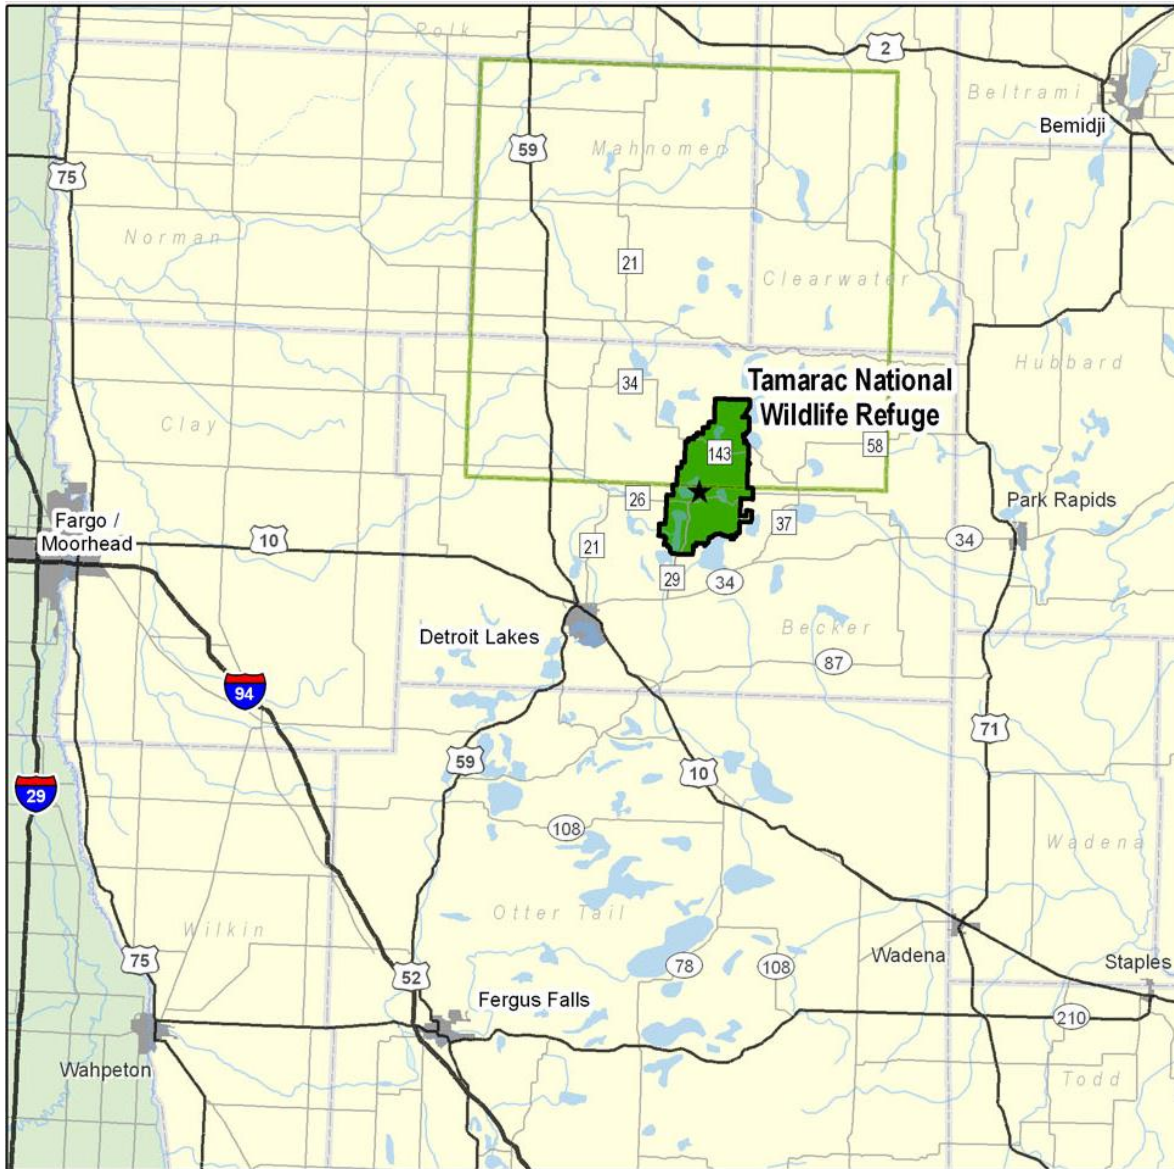 Polk
2
Beltrami
Bemidji
59
Mahnomen
75
Norman
21
Clearwater
Hubbard
34
Tamarac National
Wildlife Refuge
Clay
58
143
26
Park Rapids
Fargo /
Moorhead
10
21
37
34
29
34
Detroit Lakes
Becker
87
94
71
59
10
29
108
Wadena
Otter Tail
Wilkin
Wadena
75
78
108
Staples
52
Fergus Falls
210
Wahpeton
Todd